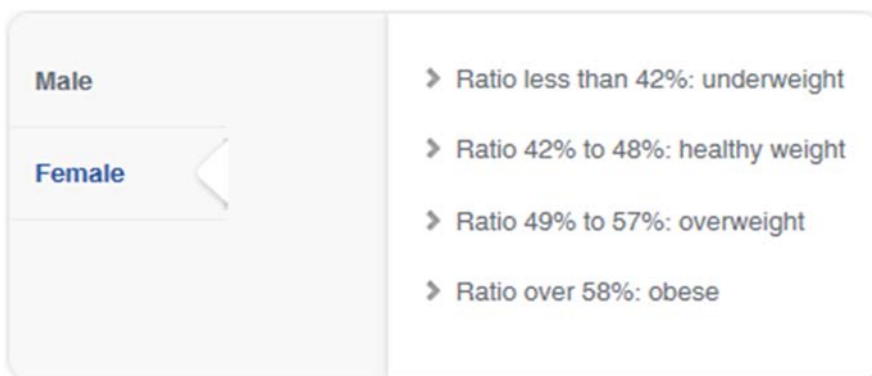 Male
Female
Ratio less than 42%: underweight
Ratio 42% to 48%: healthy weight
Ratio 49% to 57%: overweight
Ratio over 58%: obese